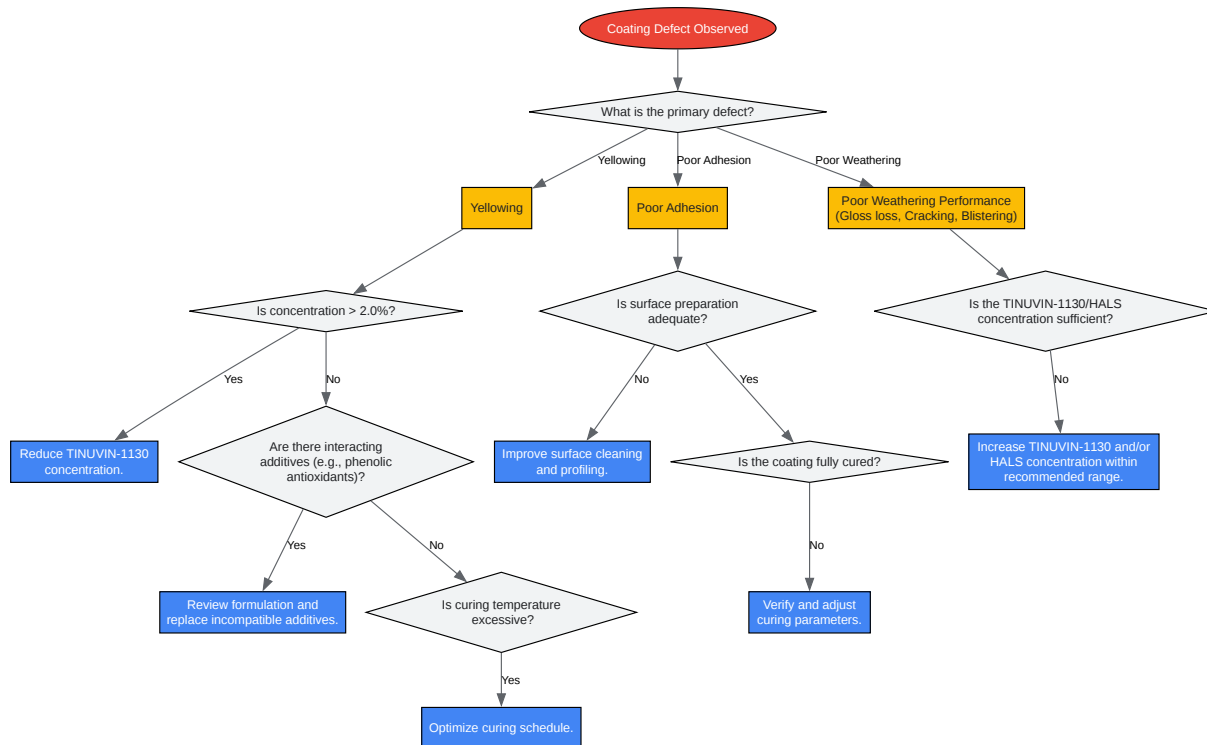 Coating Defect Observed
What is the primary defect?
Yellowing
Poor Adhesion
Poor Weathering
Yellowing
Poor Adhesion
Poor Weathering Performance
(Gloss loss, Cracking, Blistering)
Is concentration > 2.0%?
Is surface preparation
adequate?
Is the TINUVIN-1130/HALS
concentration sufficient?
Yes
No
No
Yes
No
Reduce TINUVIN-1130
concentration.
Are there interacting
additives (e.g., phenolic
antioxidants)?
Improve surface cleaning
and profiling.
Is the coating fully cured?
Increase TINUVIN-1130 and/or
HALS concentration within
recommended range.
Yes
No
No
Review formulation and
replace incompatible additives.
Is curing temperature
excessive?
Verify and adjust
curing parameters.
Yes
Optimize curing schedule.